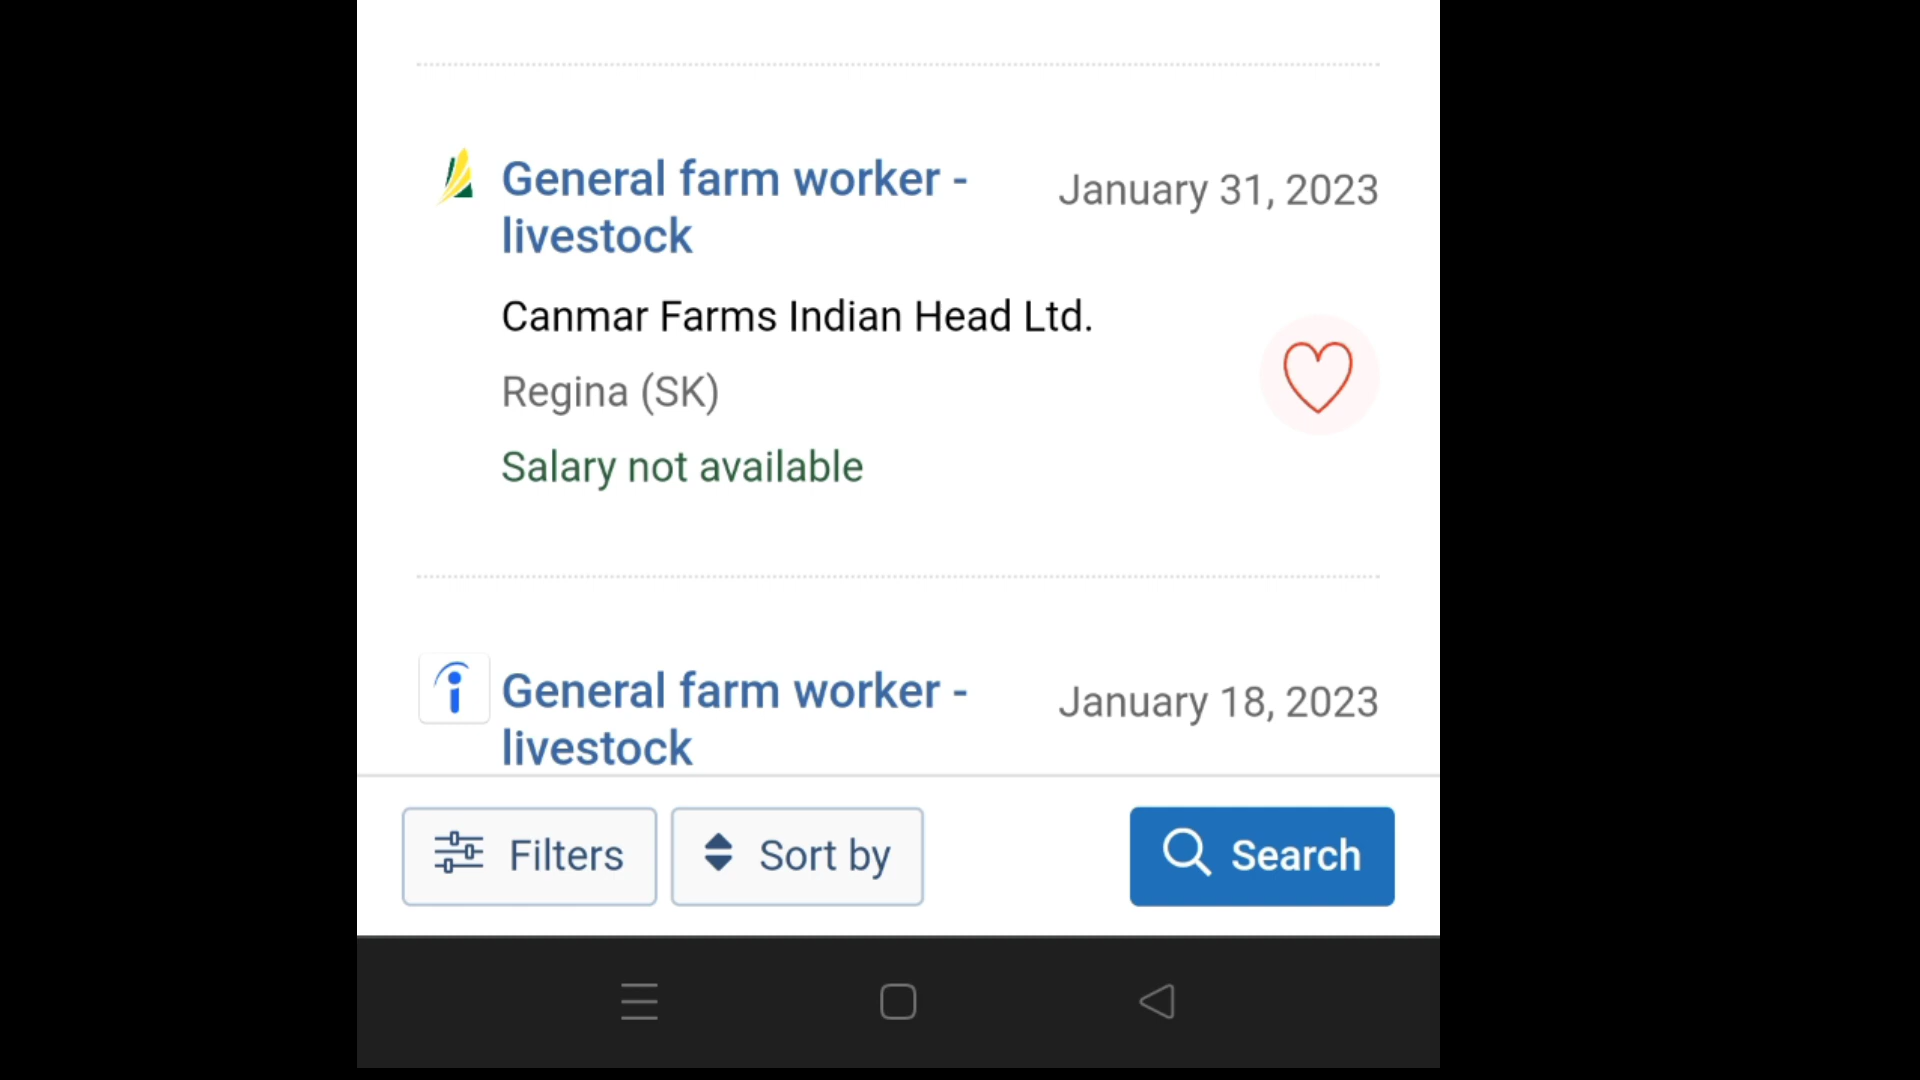 General farm worker -
livestock
January 31, 2023
Canmar Farms Indian Head Ltd.
Regina (SK)
Salary not available
General farm worker -
livestock
January 18, 2023
Filters
Sort by
Search